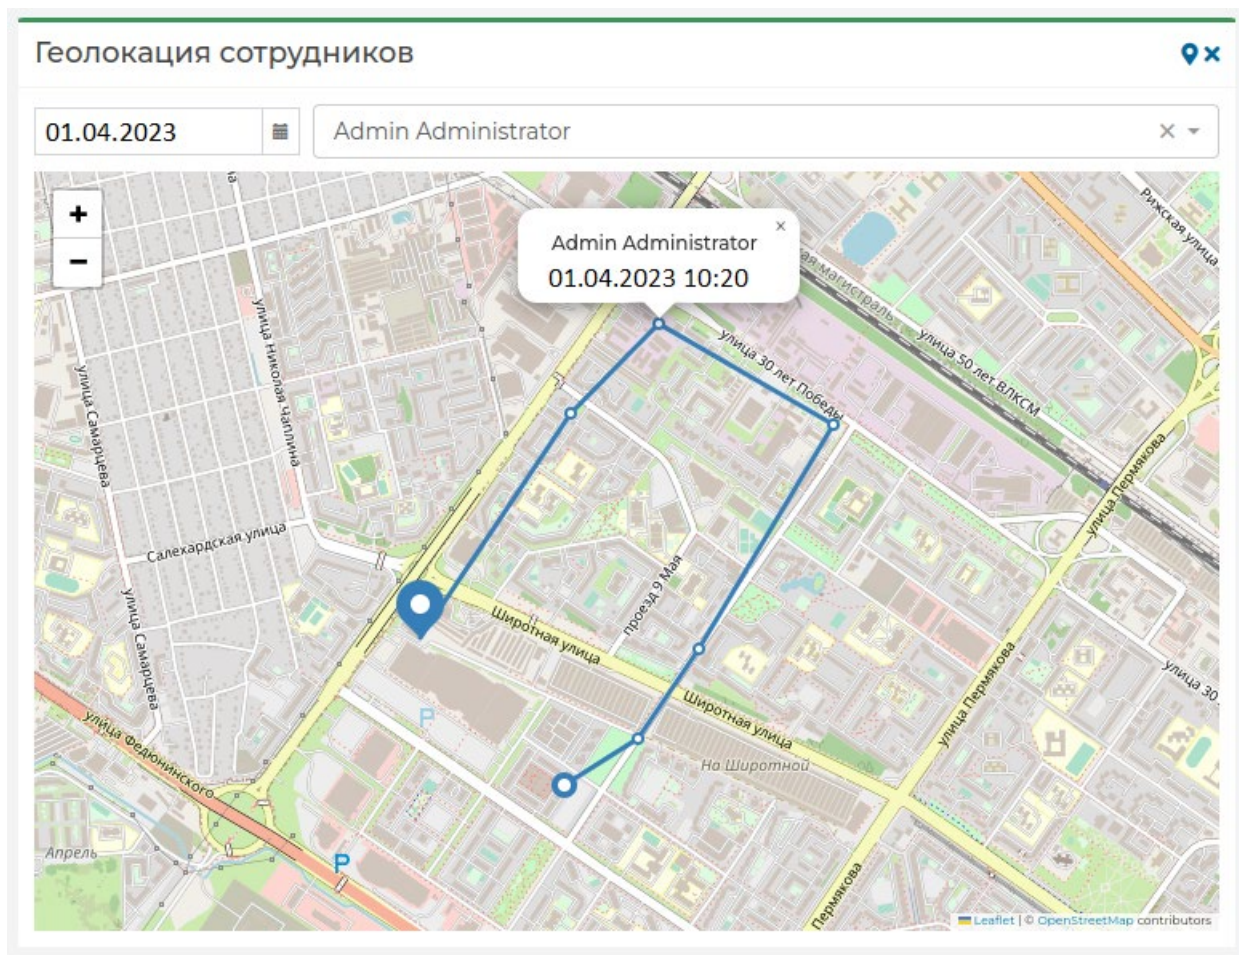 Геолокация сотрудников
01.04.2023
Admin Administrator
+
−
Admin Administrator
01.04.2023 10:20
Рижская улица
ая магистраль
улица 50 лет ВЛКСМ
улица 30 лет Победы
улица Николая Чаплина
улица Самарцева
Салехардская улица
улица Самарцева
улица Пермякова
проезд 9 Мая
Широтная улица
улица Пермякова
улица 30
Широтная улица
На Широтной
улица Федюнинского
Апрель
P
P
Пермякова
Leaflet | © OpenStreetMap contributors